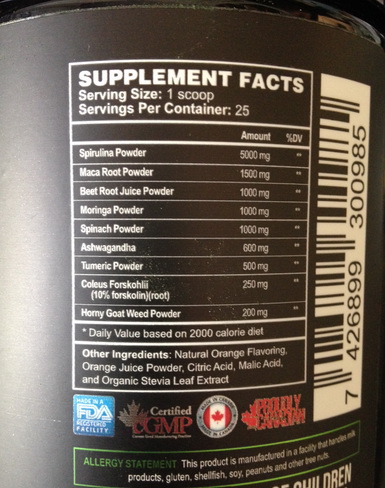 SUPPLEMENT FACTS
Serving Size: 1 scoop
Servings Per Container: 25
Amount %DV
Spirulina Powder 5000 mg **
Maca Root Powder 1500 mg **
Beet Root Juice Powder 1000 mg **
Moringa Powder 1000 mg **
Spinach Powder 1000 mg **
Ashwagandha 600 mg **
Tumeric Powder 500 mg **
Coleus Forskohlii 250 mg **
(10% forskolin)(root)
Horny Goat Weed Powder 200 mg **
* Daily Value based on 2000 calorie diet
Other Ingredients: Natural Orange Flavoring,
Orange Juice Powder, Citric Acid, Malic Acid,
and Organic Stevia Leaf Extract
7 426899 300985
MADE IN A
FDA
REGISTERED
FACILITY
Certified
GMP
PROUDLY
CANADIAN!
ALLERGY STATEMENT: This product is manufactured in a facility that handles milk
products, gluten, shellfish, soy, peanuts and other tree nuts.
OF CHILDREN